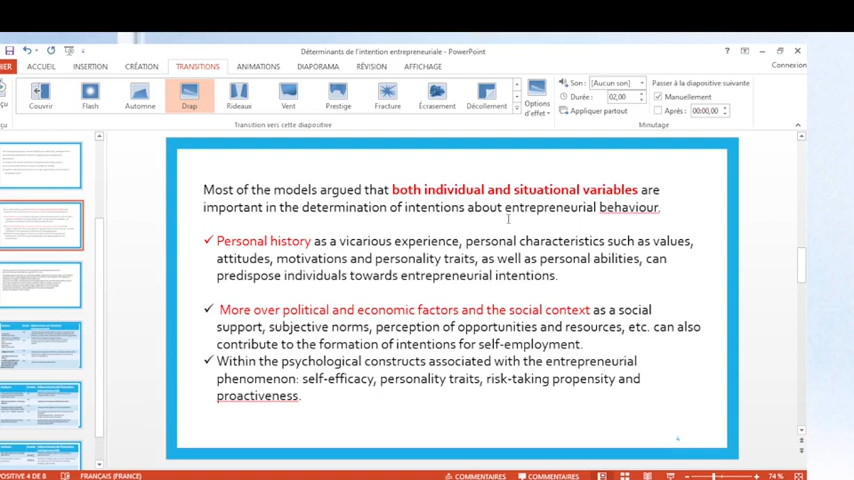 Déterminants de l'intention entrepreneuriale - PowerPoint
HIER ACCUEIL INSERTION CRÉATION TRANSITIONS ANIMATIONS DIAPORAMA RÉVISION AFFICHAGE Connexion
Couvrir Flash Automne Drap Rideaux Vent Prestige Fracture Écrasement Décollement Options d'effet
Son : [Aucun son] Passer à la diapositive suivante
Durée : 02,00 Manuellement
Appliquer partout Après : 00:00,00
Transition vers cette diapositive Minutage
Most of the models argued that both individual and situational variables are
important in the determination of intentions about entrepreneurial behaviour,
✓ Personal history as a vicarious experience, personal characteristics such as values,
attitudes, motivations and personality traits, as well as personal abilities, can
predispose individuals towards entrepreneurial intentions.
✓ More over political and economic factors and the social context as a social
support, subjective norms, perception of opportunities and resources, etc. can also
contribute to the formation of intentions for self-employment.
✓ Within the psychological constructs associated with the entrepreneurial
phenomenon: self-efficacy, personality traits, risk-taking propensity and
proactiveness.
4
POSITIVE 4 DE 8 FRANÇAIS (FRANCE) COMMENTAIRES COMMENTAIRES 74 %